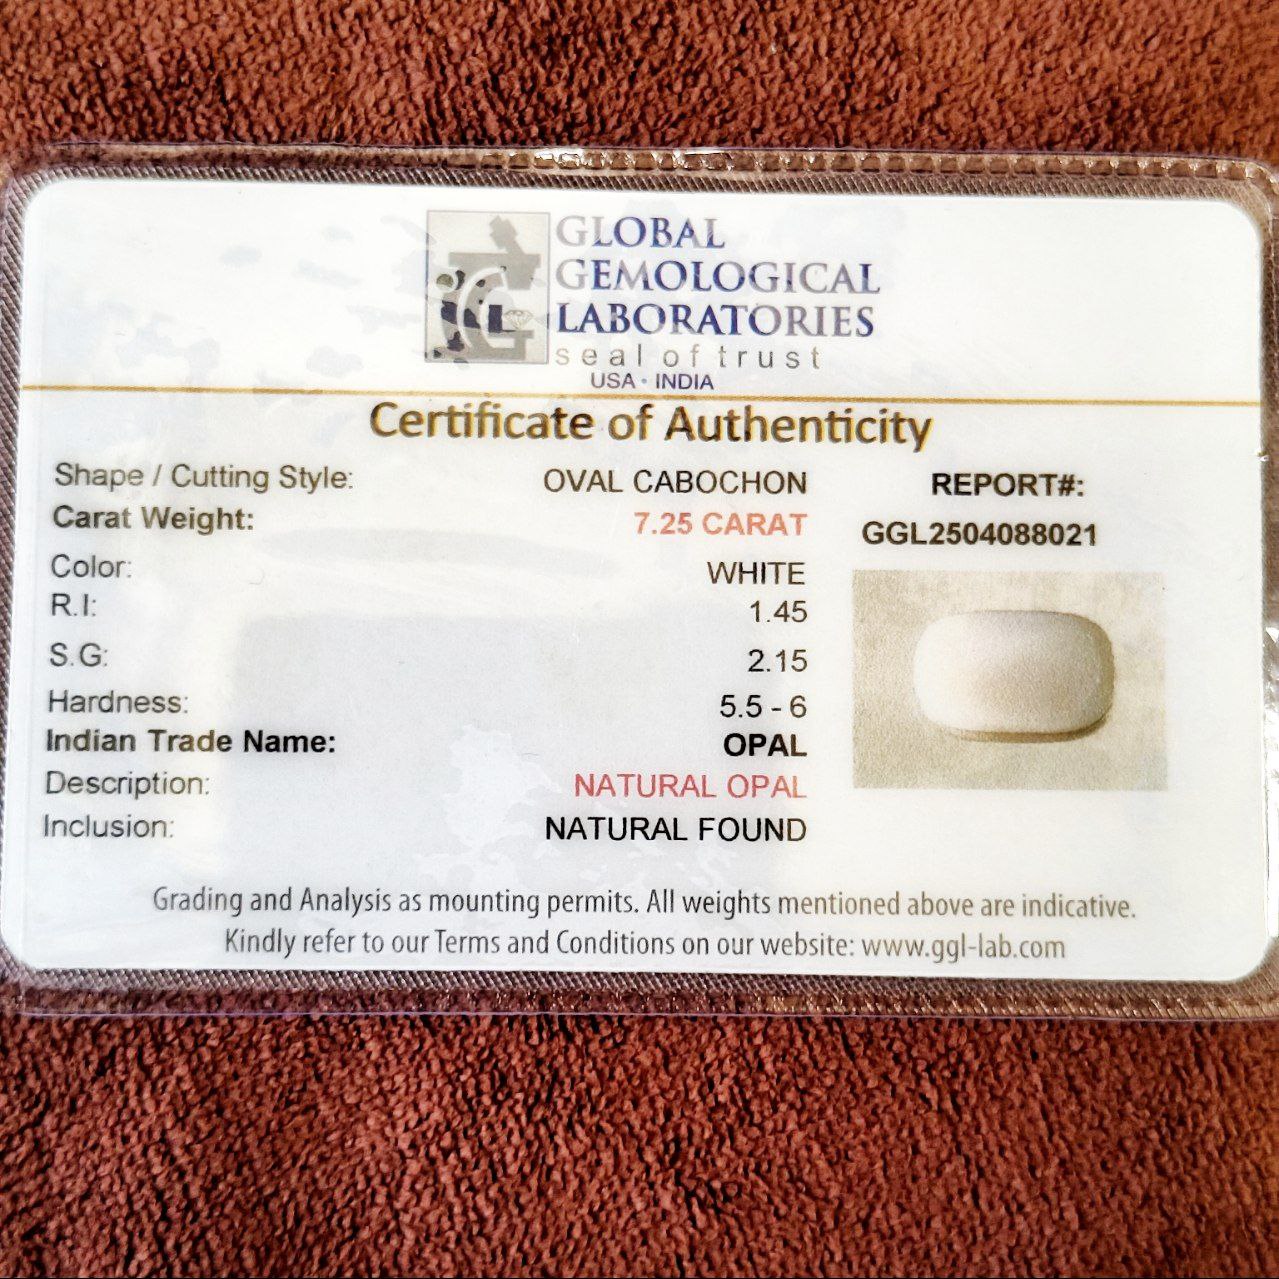 GLOBAL
GEMOLOGICAL
LABORATORIES
seal of trust
USA · INDIA
Certificate of Authenticity
Shape / Cutting Style: OVAL CABOCHON
Carat Weight: 7.25 CARAT
Color: WHITE
R.I: 1.45
S.G: 2.15
Hardness: 5.5 - 6
Indian Trade Name: OPAL
Description: NATURAL OPAL
Inclusion: NATURAL FOUND
REPORT#:
GGL2504088021
Grading and Analysis as mounting permits. All weights mentioned above are indicative.
Kindly refer to our Terms and Conditions on our website: www.ggl-lab.com